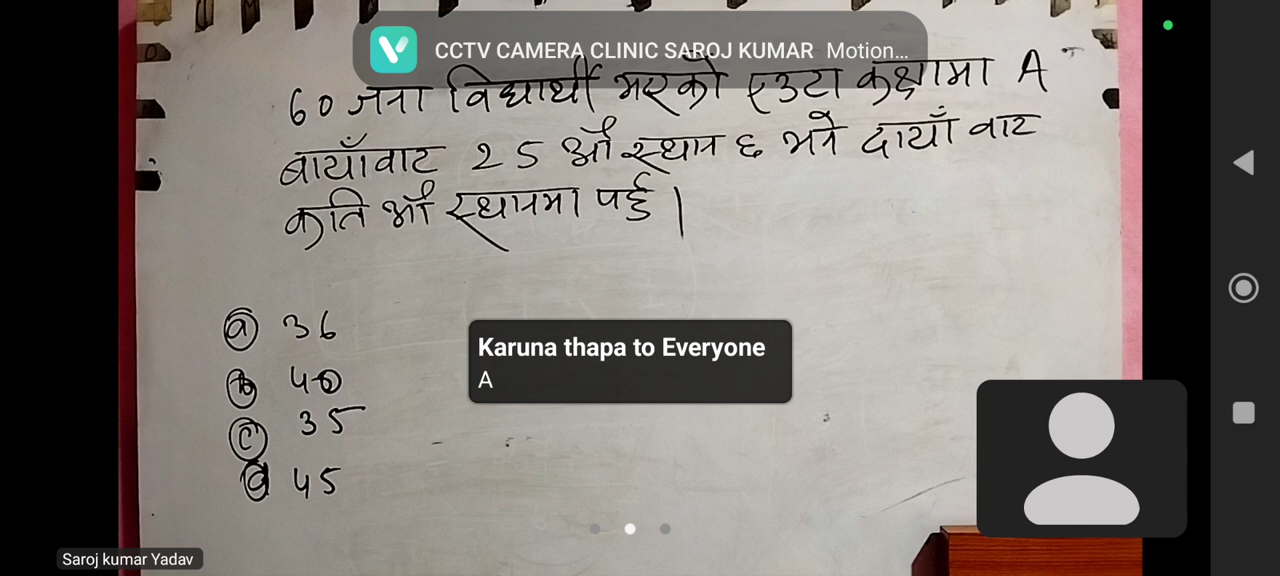 CCTV CAMERA CLINIC SAROJ KUMAR Motion...
60 जना विद्यार्थी भएको एउटा कक्षामा A
बायाँवाट 25 औं स्थान छ भने दायाँ वाट
कति औं स्थानमा पर्छ |
(a) 36
(b) 40
(c) 35
(d) 45
Karuna thapa to Everyone
A
Saroj kumar Yadav